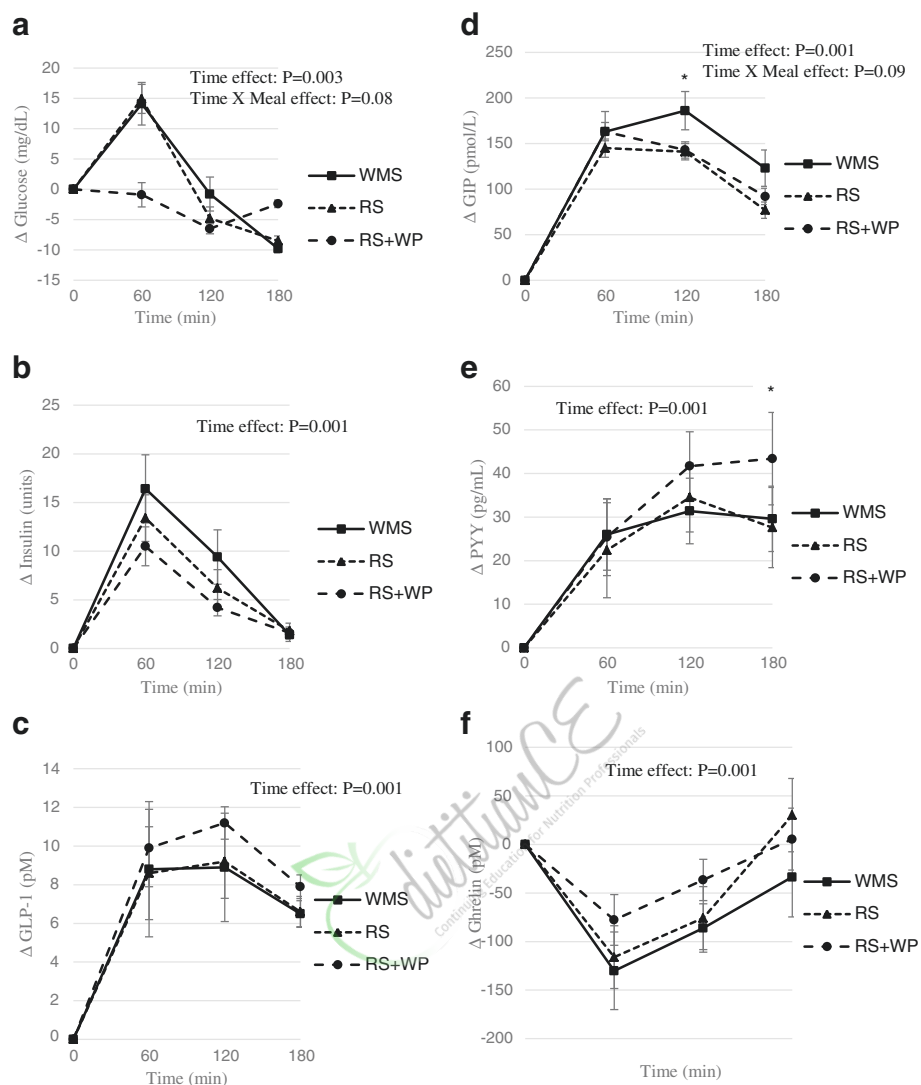 a
Time effect: P=0.003
Time X Meal effect: P=0.08
Δ Glucose (mg/dL)
20
15
10
5
0
-5
-10
-15
0 60 120 180
Time (min)
WMS
RS
RS+WP
b
Time effect: P=0.001
Δ Insulin (units)
25
20
15
10
5
0
0 60 120 180
Time (min)
WMS
RS
RS+WP
c
Time effect: P=0.001
Δ GLP-1 (pM)
14
12
10
8
6
4
2
0
0 60 120 180
Time (min)
WMS
RS
RS+WP
d
Time effect: P=0.001
Time X Meal effect: P=0.09
*
Δ GIP (pmol/L)
250
200
150
100
50
0
0 60 120 180
Time (min)
WMS
RS
RS+WP
e
Time effect: P=0.001
*
Δ PYY (pg/mL)
60
50
40
30
20
10
0
0 60 120 180
Time (min)
WMS
RS
RS+WP
f
Time effect: P=0.001
Δ Ghrelin (pM)
100
50
0
-50
-100
-150
-200
Time (min)
WMS
RS
RS+WP
dietitianCE
Continuing Education for Nutrition Professionals